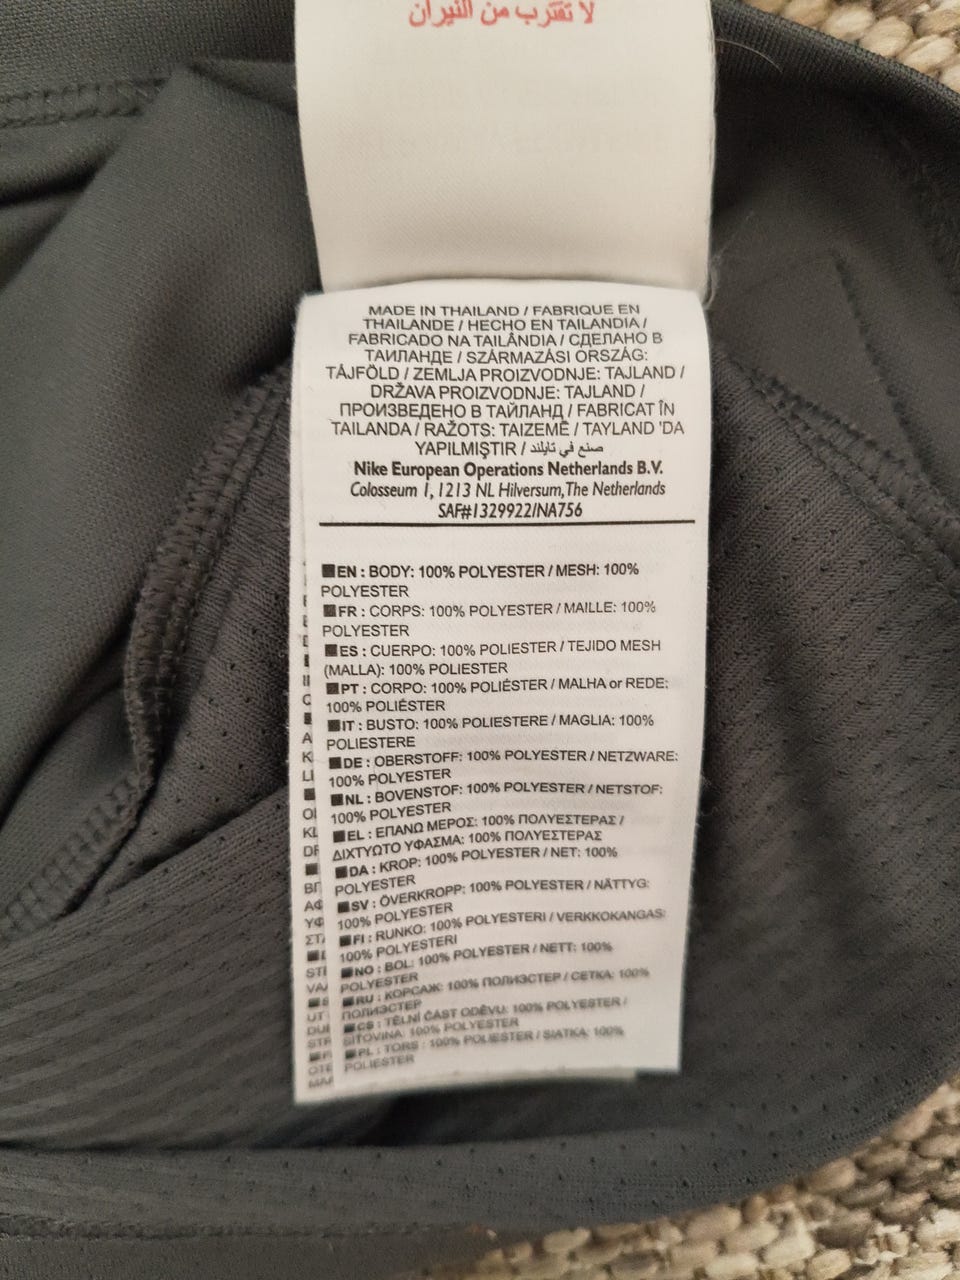 لا تقترب من النيران
MADE IN THAILAND / FABRIQUE EN
THAILANDE / HECHO EN TAILANDIA /
FABRICADO NA TAILÂNDIA / СДЕЛАНО В
ТАИЛАНДЕ / SZÁRMAZÁSI ORSZÁG:
TÁJFÖLD / ZEMLJA PROIZVODNJE: TAJLAND /
DRŽAVA PROIZVODNJE: TAJLAND /
ПРОИЗВЕДЕНО В ТАЙЛАНД / FABRICAT ÎN
TAILANDA / RAŽOTS: TAIZEMĒ / TAYLAND 'DA
YAPILMIŞTIR / صنع في تايلند
Nike European Operations Netherlands B.V.
Colosseum 1, 1213 NL Hilversum,The Netherlands
SAF#1329922/NA756
EN : BODY: 100% POLYESTER / MESH: 100%
POLYESTER
FR : CORPS: 100% POLYESTER / MAILLE: 100%
POLYESTER
ES : CUERPO: 100% POLIESTER / TEJIDO MESH
(MALLA): 100% POLIESTER
PT : CORPO: 100% POLIÉSTER / MALHA or REDE:
100% POLIÉSTER
IT : BUSTO: 100% POLIESTERE / MAGLIA: 100%
POLIESTERE
DE : OBERSTOFF: 100% POLYESTER / NETZWARE:
100% POLYESTER
NL : BOVENSTOF: 100% POLYESTER / NETSTOF:
100% POLYESTER
EL : ΕΠΑΝΩ ΜΕΡΟΣ: 100% ΠΟΛΥΕΣΤΕΡΑΣ /
ΔΙΧΤΥΩΤΟ ΥΦΑΣΜΑ: 100% ΠΟΛΥΕΣΤΕΡΑΣ
DA : KROP: 100% POLYESTER / NET: 100%
POLYESTER
SV : ÖVERKROPP: 100% POLYESTER / NÄTTYG:
100% POLYESTER
FI : RUNKO: 100% POLYESTERI / VERKKOKANGAS:
100% POLYESTERI
NO : BOL: 100% POLYESTER / NETT: 100%
POLYESTER
RU : КОРСАЖ: 100% ПОЛИЭСТЕР / СЕТКА: 100%
ПОЛИЭСТЕР
CS : TĚLNÍ ČÁST ODĚVU: 100% POLYESTER /
SÍŤOVINA: 100% POLYESTER
PL : TORS : 100% POLIESTER / SIATKA: 100%
POLIESTER